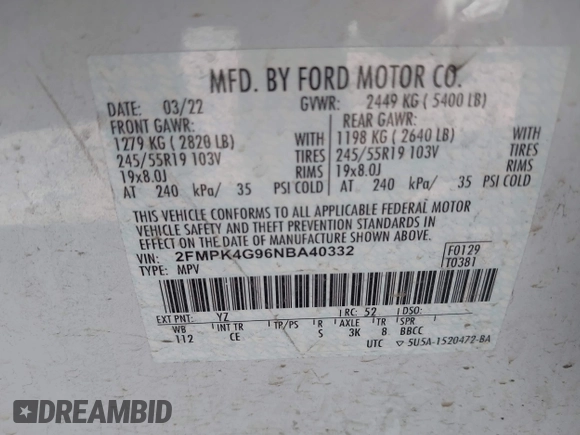 MFD. BY FORD MOTOR CO.
DATE: 03/22 GVWR: 2449 KG ( 5400 LB)
FRONT GAWR: REAR GAWR:
1279 KG ( 2820 LB) WITH 1198 KG ( 2640 LB) WITH
245/55R19 103V TIRES 245/55R19 103V TIRES
19x8.0J RIMS 19x8.0J RIMS
AT 240 kPa/ 35 PSI COLD AT 240 kPa/ 35 PSI COLD
THIS VEHICLE CONFORMS TO ALL APPLICABLE FEDERAL MOTOR
VEHICLE SAFETY AND THEFT PREVENTION STANDARDS IN
EFFECT ON THE DATE OF MANUFACTURE SHOWN ABOVE.
VIN: 2FMPK4G96NBA40332 F0129
TYPE: MPV T0381
EXT PNT: YZ RC: 52 DSO:
WB INT TR TP/PS R AXLE TR SPR
112 CE S 3K 8 BBCC
UTC ▽ 5U5A-1520472-BA
DREAMBID